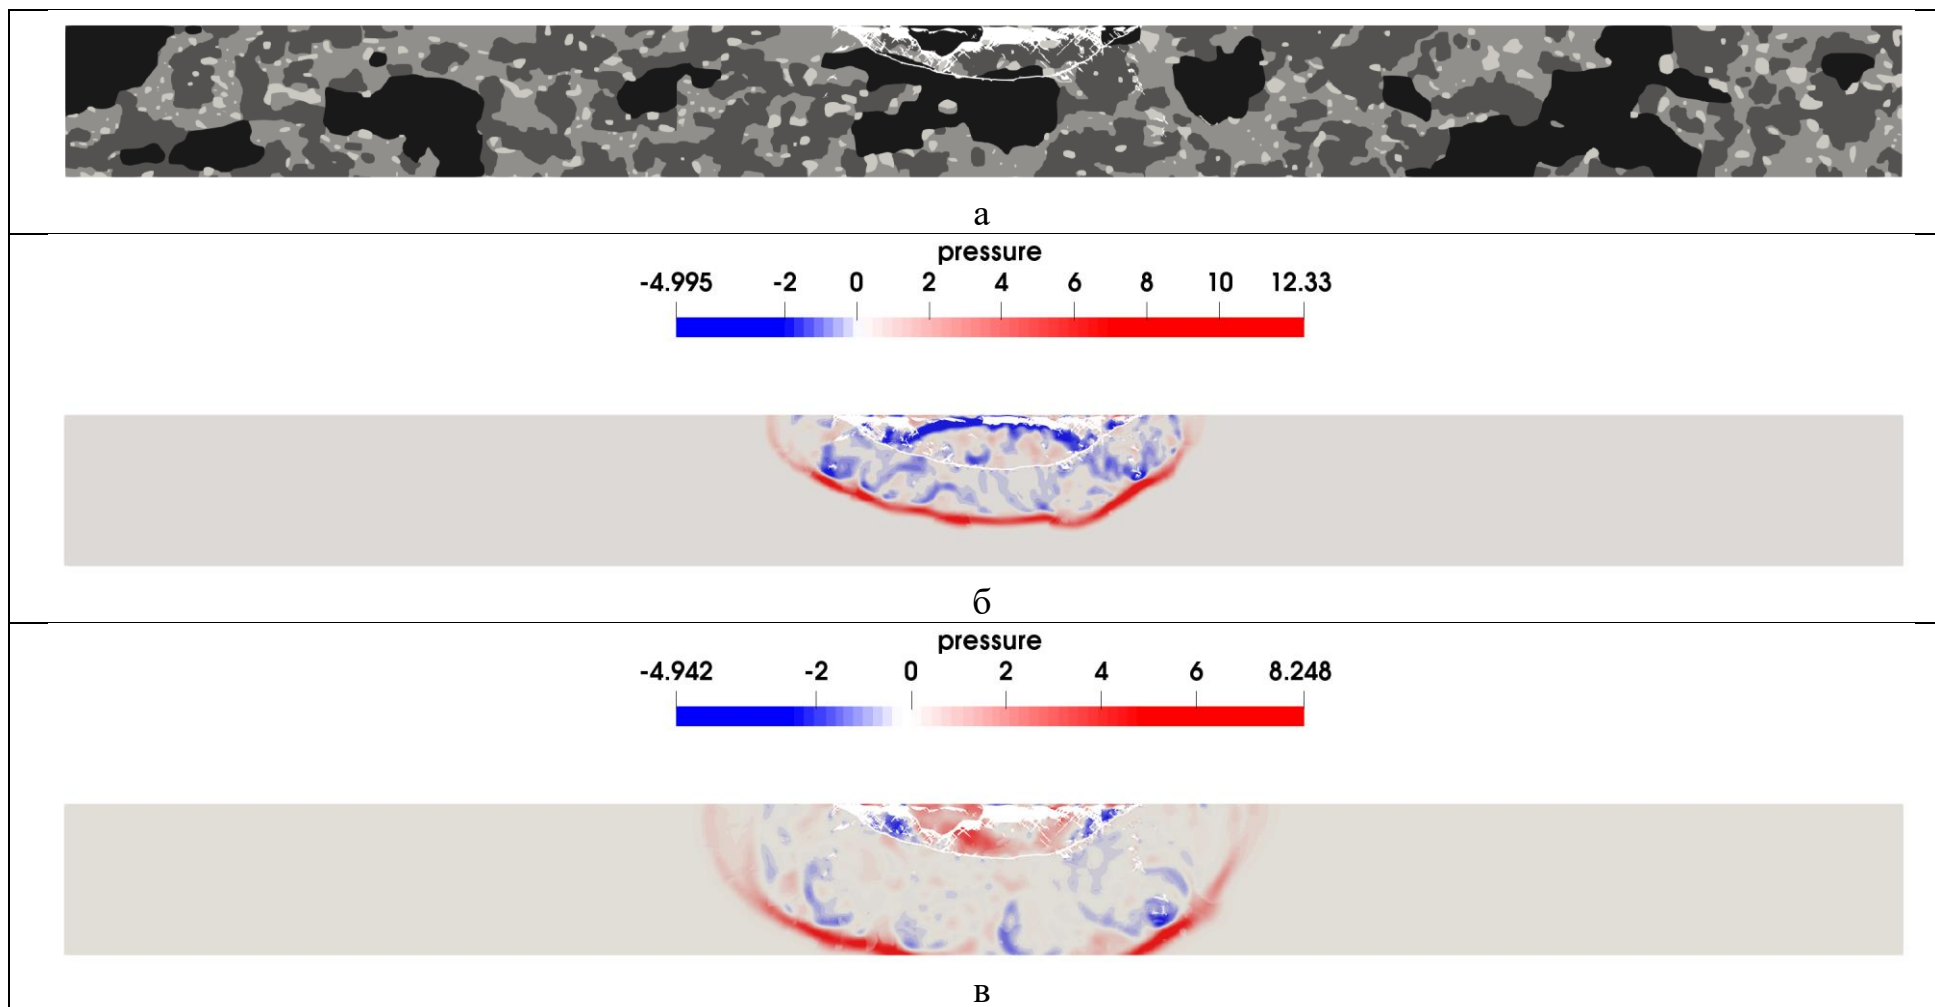 а
pressure
-4.995 -2 0 2 4 6 8 10 12.33
б
pressure
-4.942 -2 0 2 4 6 8.248
в